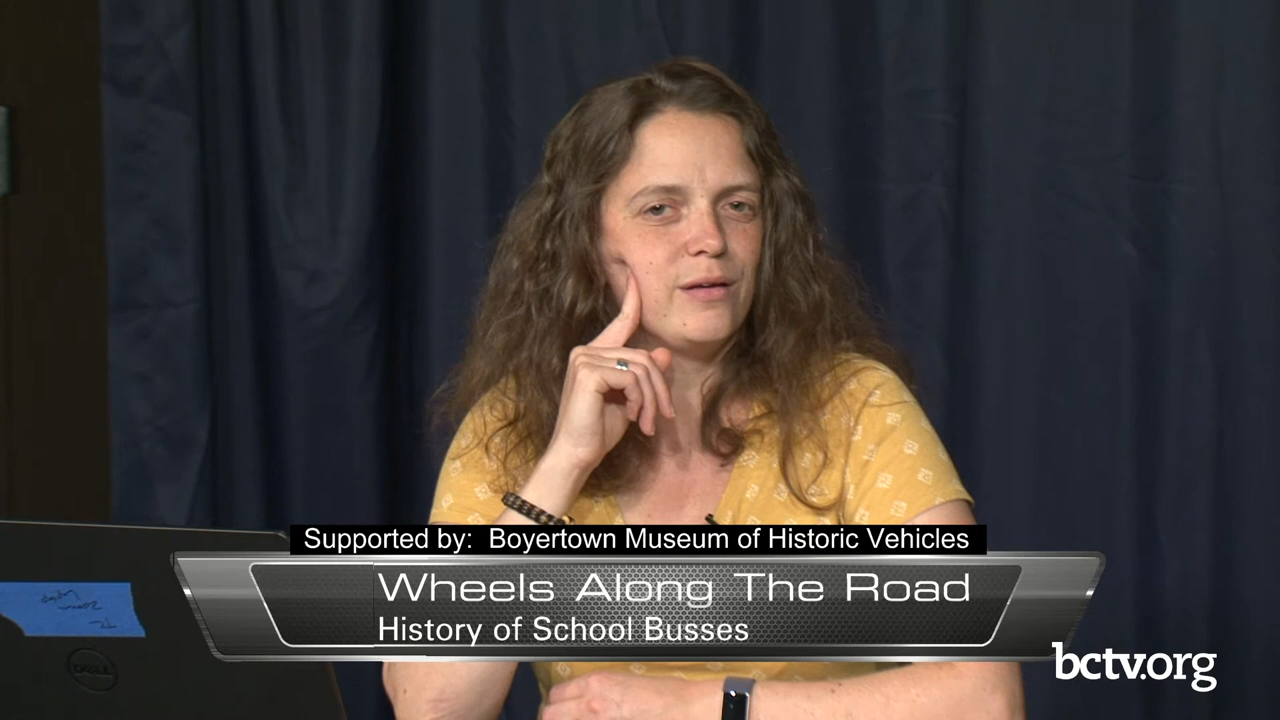 Supported by: Boyertown Museum of Historic Vehicles
Wheels Along The Road
History of School Busses
bctv.org
DELL